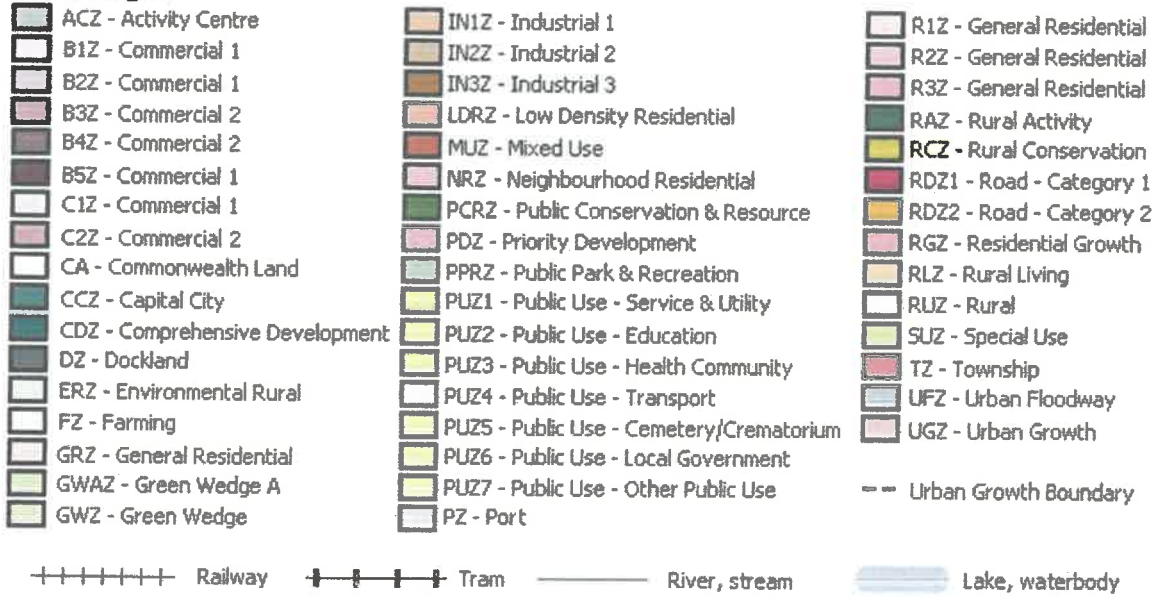 ACZ - Activity Centre
B1Z - Commercial 1
B2Z - Commercial 1
B3Z - Commercial 2
B4Z - Commercial 2
B5Z - Commercial 1
C1Z - Commercial 1
C2Z - Commercial 2
CA - Commonwealth Land
CCZ - Capital City
CDZ - Comprehensive Development
DZ - Dockland
ERZ - Environmental Rural
FZ - Farming
GRZ - General Residential
GWAZ - Green Wedge A
GWZ - Green Wedge
IN1Z - Industrial 1
IN2Z - Industrial 2
IN3Z - Industrial 3
LDRZ - Low Density Residential
MUZ - Mixed Use
NRZ - Neighbourhood Residential
PCRZ - Public Conservation & Resource
PDZ - Priority Development
PPRZ - Public Park & Recreation
PUZ1 - Public Use - Service & Utility
PUZ2 - Public Use - Education
PUZ3 - Public Use - Health Community
PUZ4 - Public Use - Transport
PUZ5 - Public Use - Cemetery/Crematorium
PUZ6 - Public Use - Local Government
PUZ7 - Public Use - Other Public Use
PZ - Port
R1Z - General Residential
R2Z - General Residential
R3Z - General Residential
RAZ - Rural Activity
RCZ - Rural Conservation
RDZ1 - Road - Category 1
RDZ2 - Road - Category 2
RGZ - Residential Growth
RLZ - Rural Living
RUZ - Rural
SUZ - Special Use
TZ - Township
UFZ - Urban Floodway
UGZ - Urban Growth
Urban Growth Boundary
Railway
Tram
River, stream
Lake, waterbody